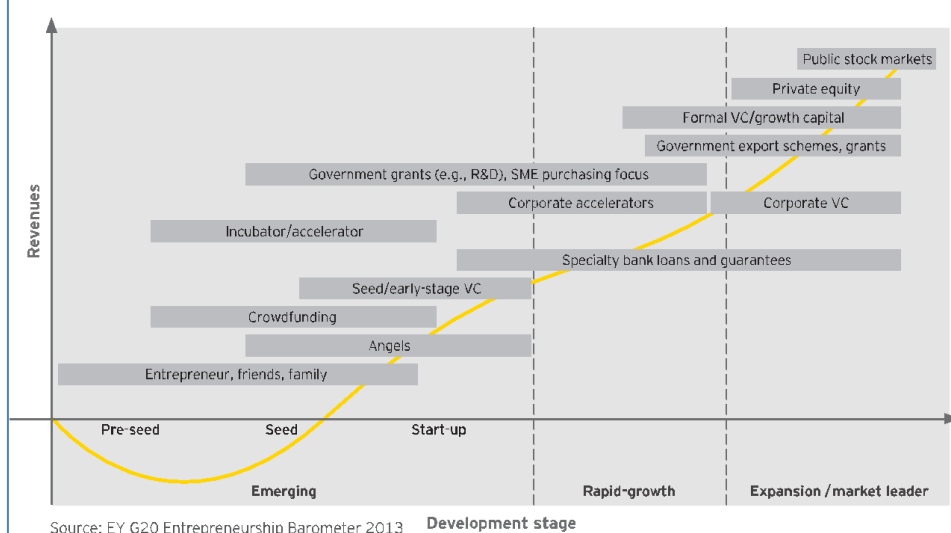 Public stock markets
Private equity
Formal VC/growth capital
Government export schemes, grants
Government grants (e.g., R&D), SME purchasing focus
Corporate accelerators
Corporate VC
Incubator/accelerator
Specialty bank loans and guarantees
Seed/early-stage VC
Crowdfunding
Angels
Entrepreneur, friends, family
Revenues
Pre-seed
Seed
Start-up
Emerging
Rapid-growth
Expansion / market leader
Development stage
Source: EY G20 Entrepreneurship Barometer 2013